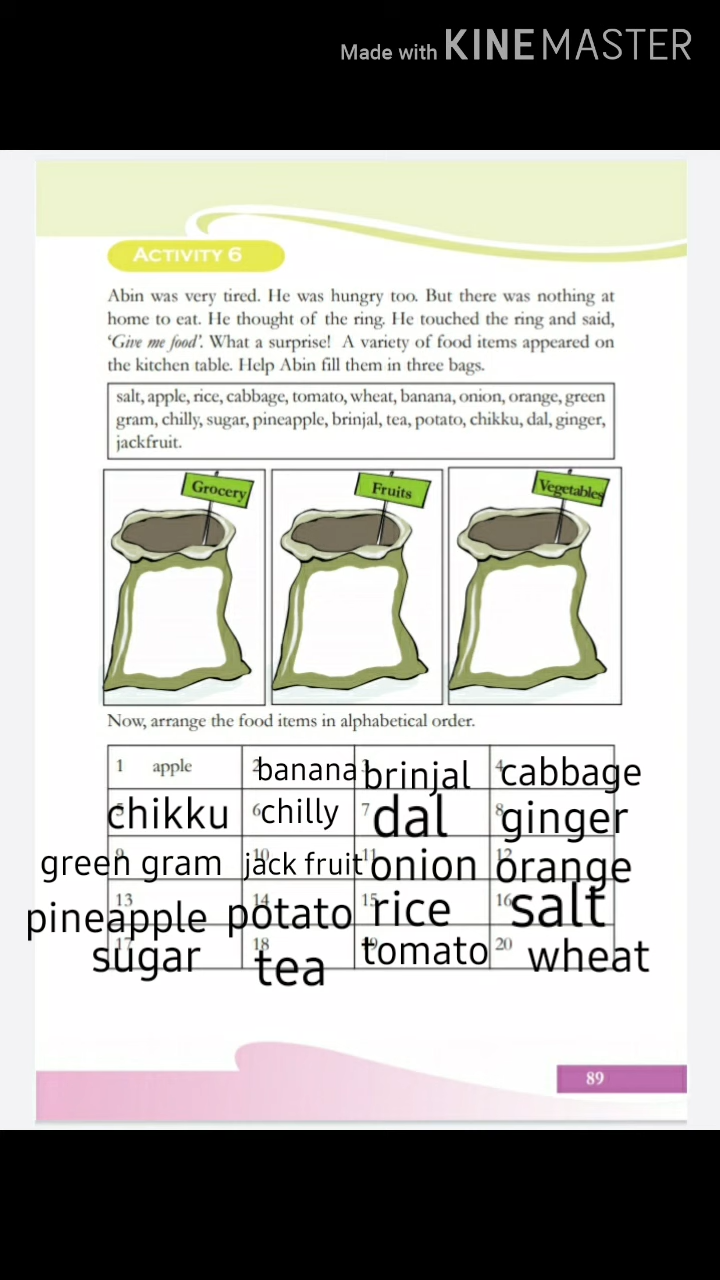 Made with KINEMASTER
ACTIVITY 6
Abin was very tired. He was hungry too. But there was nothing at
home to eat. He thought of the ring. He touched the ring and said,
‘Give me food’. What a surprise! A variety of food items appeared on
the kitchen table. Help Abin fill them in three bags.
salt, apple, rice, cabbage, tomato, wheat, banana, onion, orange, green
gram, chilly, sugar, pineapple, brinjal, tea, potato, chikku, dal, ginger,
jackfruit.
Grocery Fruits Vegetables
Now, arrange the food items in alphabetical order.
1 apple 2 banana 3 brinjal 4 cabbage
5 chikku 6 chilly 7 dal 8 ginger
9 green gram 10 jack fruit 11 onion 12 orange
13 pineapple 14 potato 15 rice 16 salt
17 sugar 18 tea 19 tomato 20 wheat
89